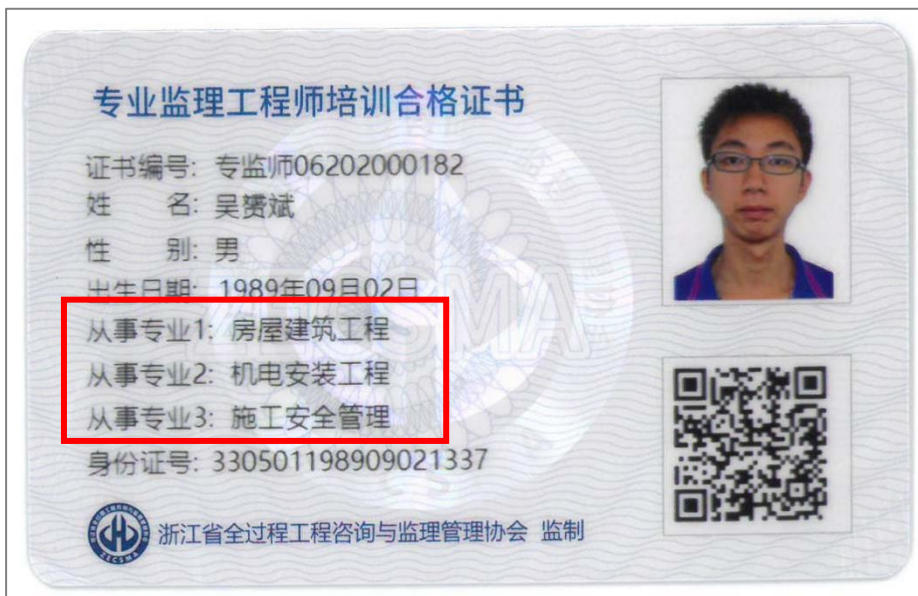 专业监理工程师培训合格证书
证书编号: 专监师06202000182
姓 名: 吴赟斌
性 别: 男
出生日期: 1989年09月02日
从事专业1: 房屋建筑工程
从事专业2: 机电安装工程
从事专业3: 施工安全管理
身份证号: 330501198909021337
浙江省全过程工程咨询与监理管理协会 监制
ZECSMA